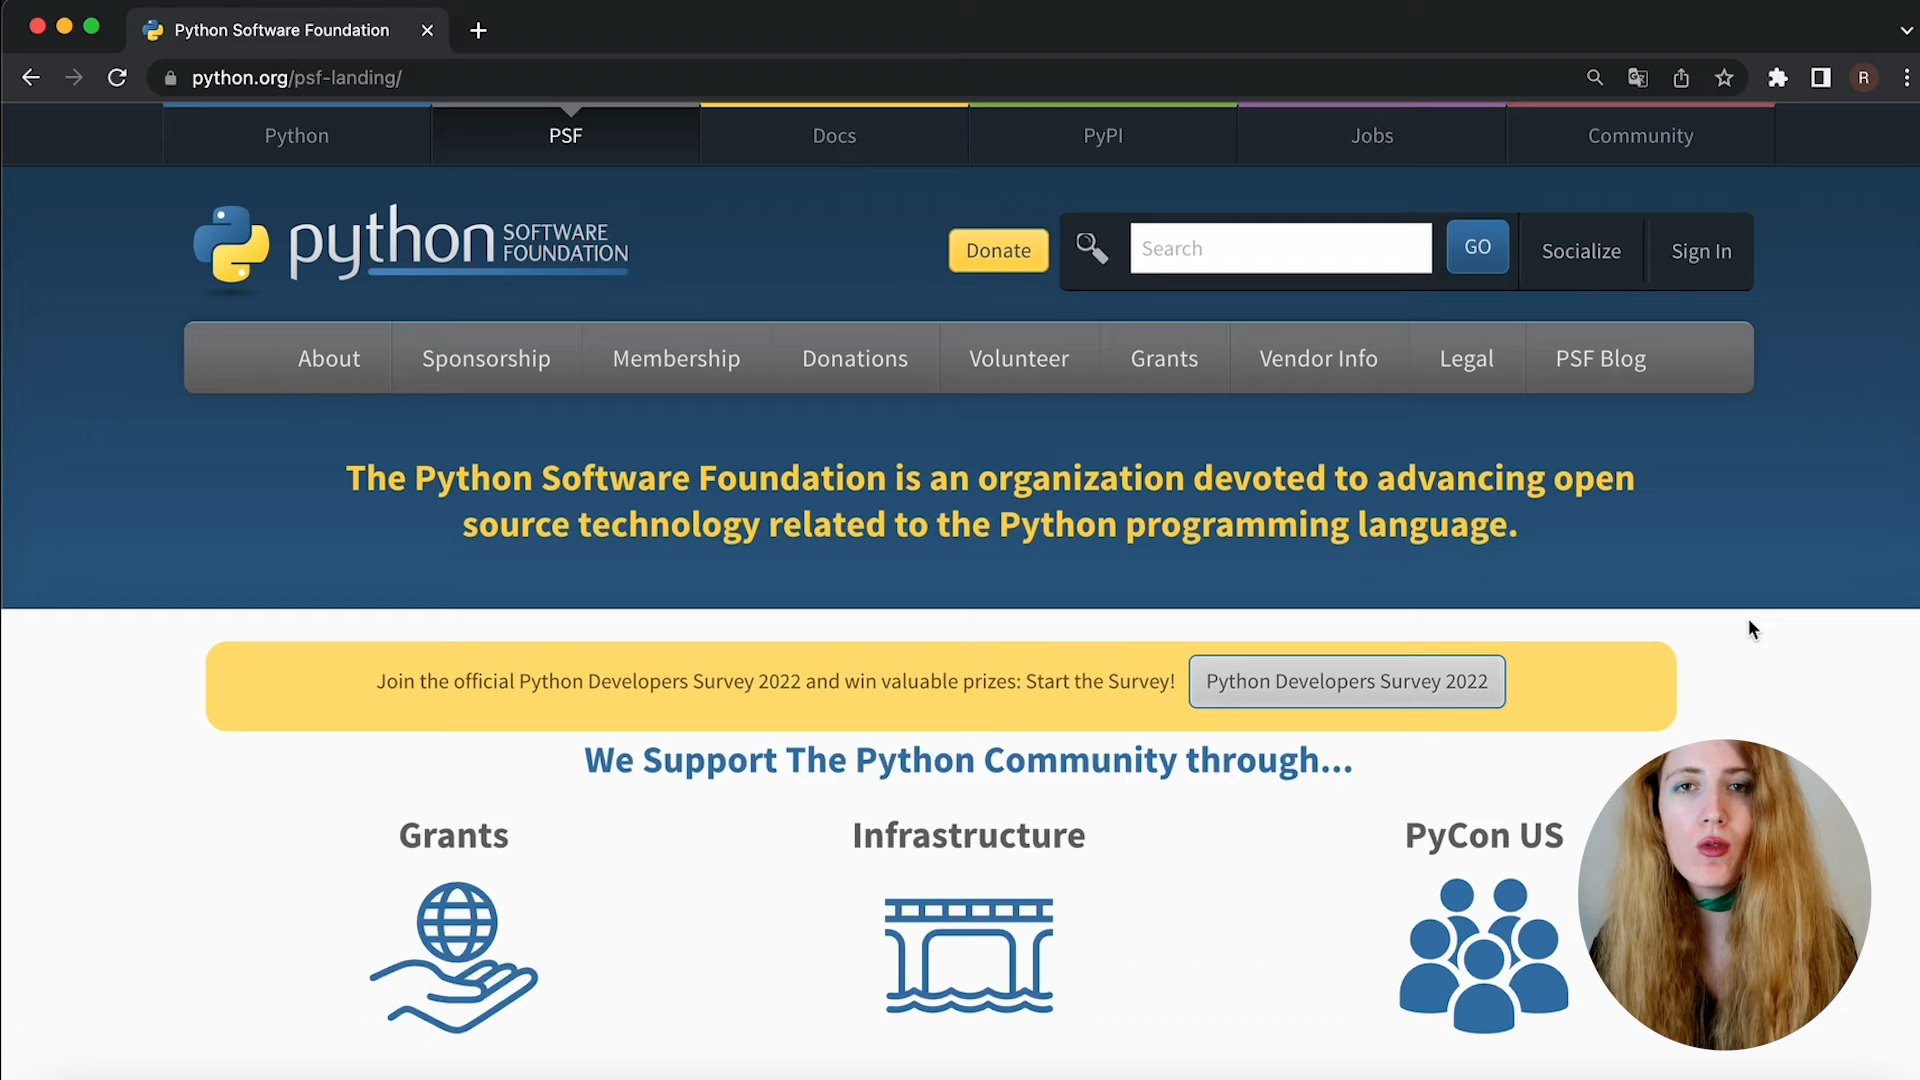 Python Software Foundation
python.org/psf-landing/
R
Python
PSF
Docs
PyPI
Jobs
Community
python SOFTWARE FOUNDATION
Donate
Search
GO
Socialize
Sign In
About
Sponsorship
Membership
Donations
Volunteer
Grants
Vendor Info
Legal
PSF Blog
The Python Software Foundation is an organization devoted to advancing open
source technology related to the Python programming language.
Join the official Python Developers Survey 2022 and win valuable prizes: Start the Survey!
Python Developers Survey 2022
We Support The Python Community through...
Grants
Infrastructure
PyCon US